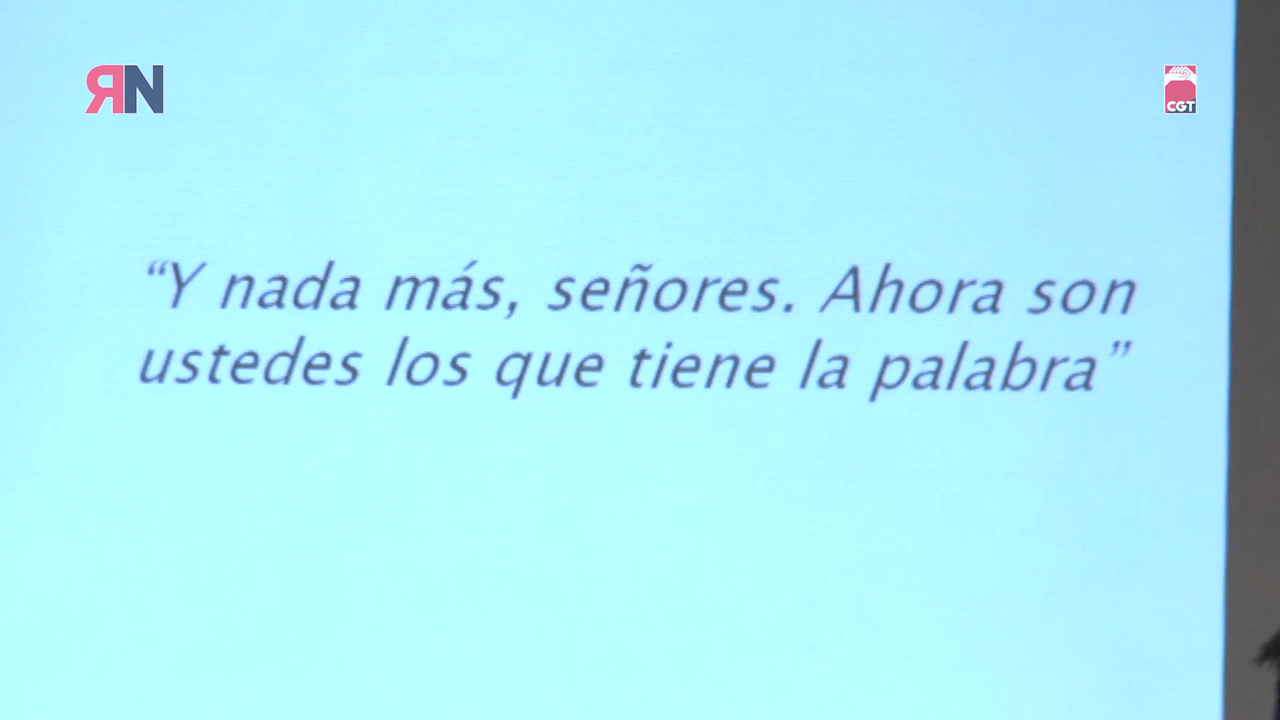 RN
CGT
“Y nada más, señores. Ahora son
ustedes los que tiene la palabra”